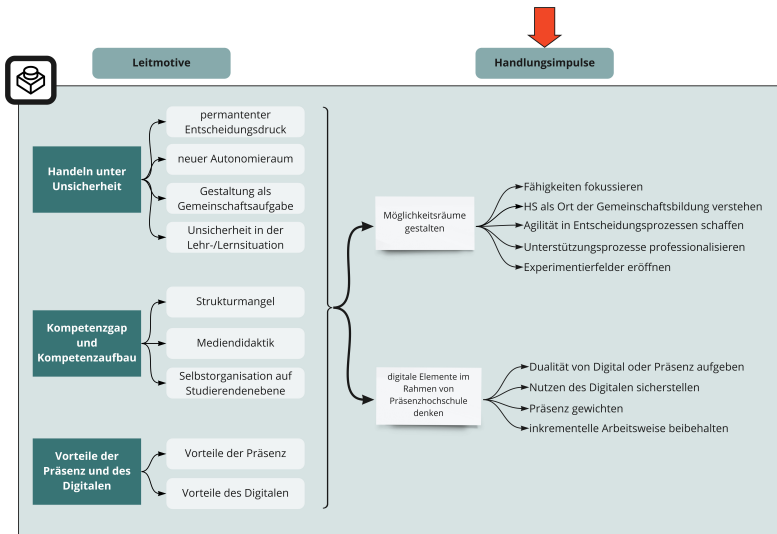 Leitmotive
Handlungsimpulse
Handeln unter
Unsicherheit
permantenter
Entscheidungsdruck
neuer Autonomieraum
Gestaltung als
Gemeinschaftsaufgabe
Unsicherheit in der
Lehr-/Lernsituation
Kompetenzgap
und
Kompetenzaufbau
Strukturmangel
Mediendidaktik
Selbstorganisation auf
Studierendenebene
Vorteile der
Präsenz und des
Digitalen
Vorteile der Präsenz
Vorteile des Digitalen
Möglichkeitsräume
gestalten
Fähigkeiten fokussieren
HS als Ort der Gemeinschaftsbildung verstehen
Agilität in Entscheidungsprozessen schaffen
Unterstützungsprozesse professionalisieren
Experimentierfelder eröffnen
digitale Elemente im
Rahmen von
Präsenzhochschule
denken
Dualität von Digital oder Präsenz aufgeben
Nutzen des Digitalen sicherstellen
Präsenz gewichten
inkrementelle Arbeitsweise beibehalten